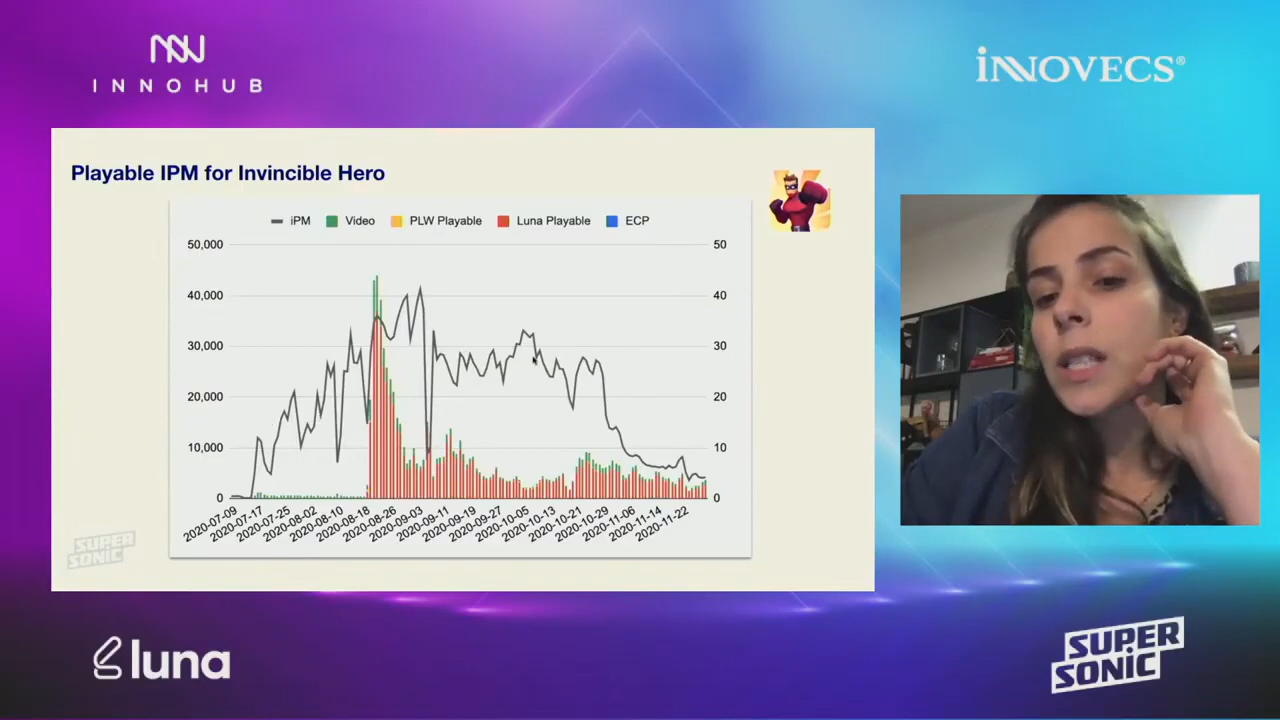 INNOHUB
iNNOVECS®
Playable IPM for Invincible Hero
iPM Video PLW Playable Luna Playable ECP
50,000 50
40,000 40
30,000 30
20,000 20
10,000 10
0 0
2020-07-09 2020-07-17 2020-07-25 2020-08-02 2020-08-10 2020-08-18 2020-08-26 2020-09-03 2020-09-11 2020-09-19 2020-09-27 2020-10-05 2020-10-13 2020-10-21 2020-10-29 2020-11-06 2020-11-14 2020-11-22
SUPER
SONIC
luna
SUPER
SONIC